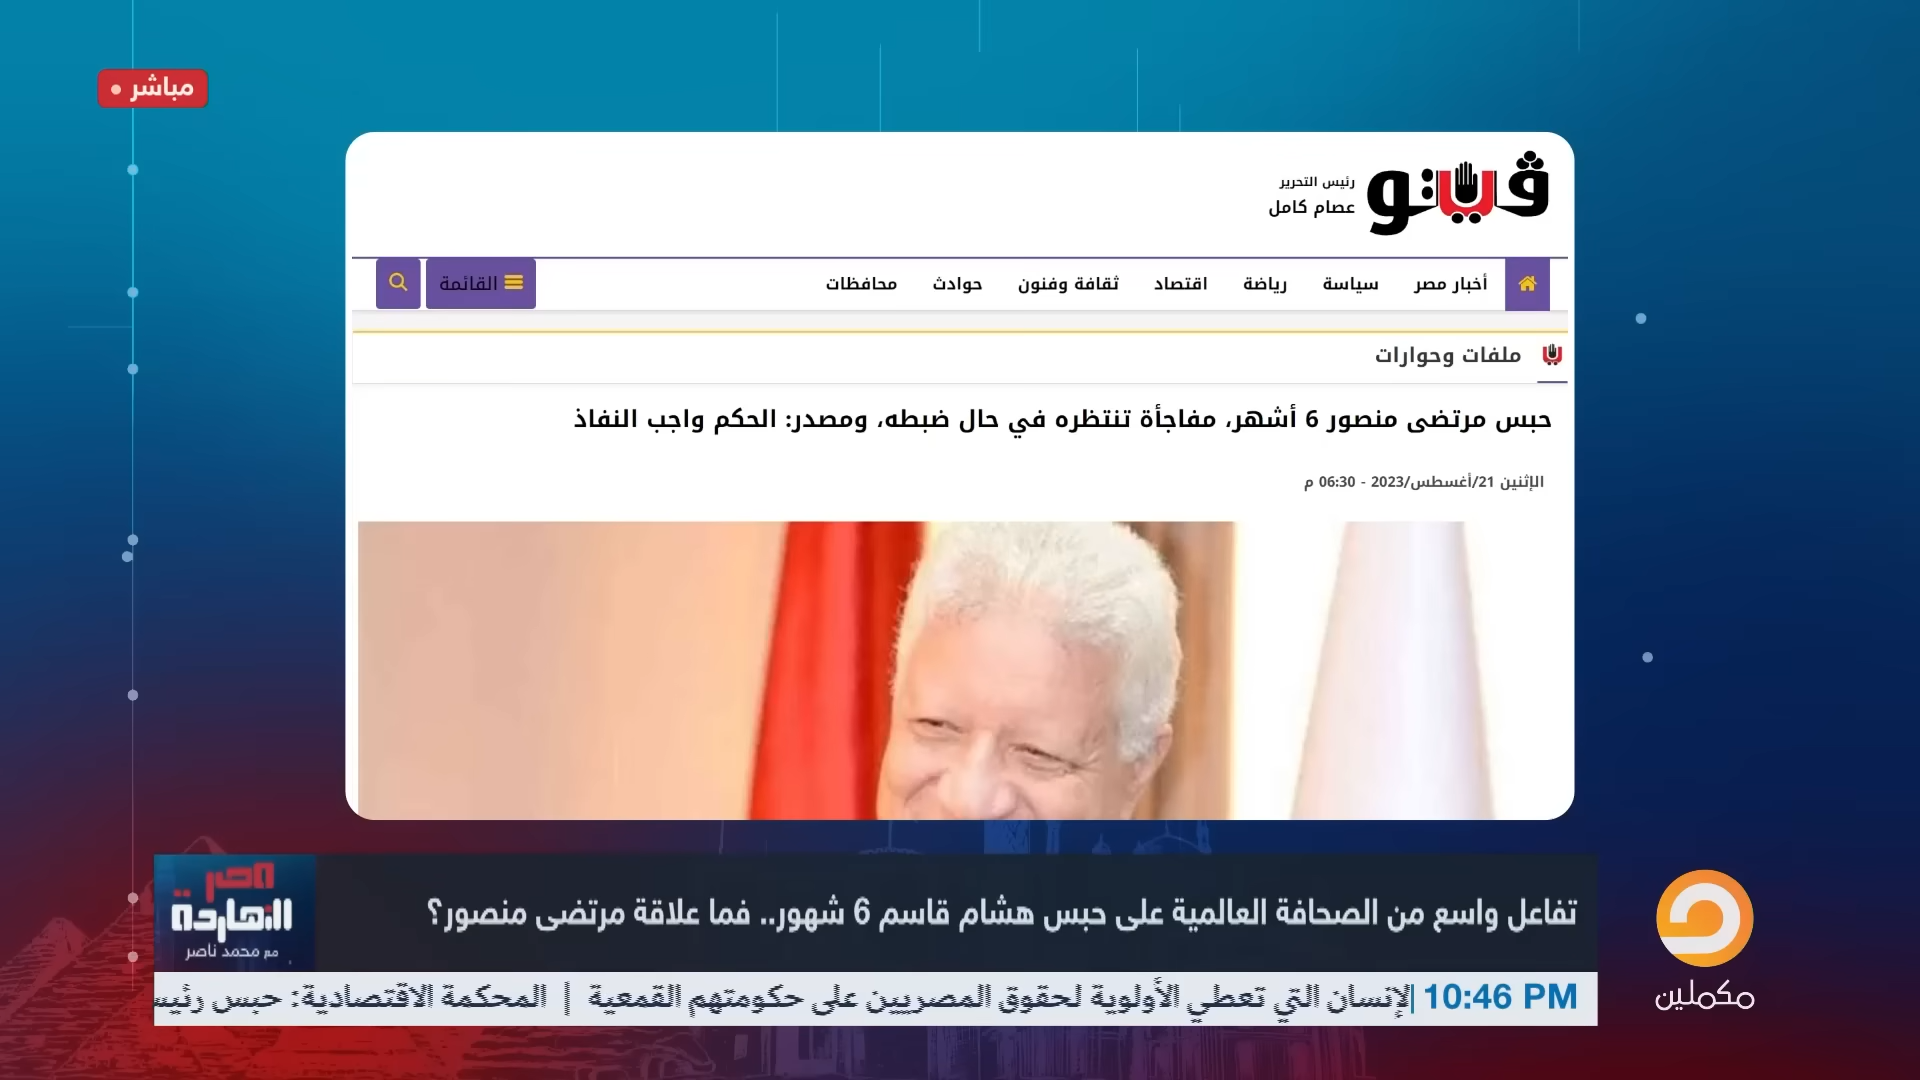 مباشر
ڤيتو
رئيس التحرير
عصام كامل
أخبار مصر سياسة رياضة اقتصاد ثقافة وفنون حوادث محافظات القائمة
ملفات وحوارات
حبس مرتضى منصور 6 أشهر، مفاجأة تنتظره في حال ضبطه، ومصدر: الحكم واجب النفاذ
الإثنين 21/أغسطس/2023 - 06:30 م
تفاعل واسع من الصحافة العالمية على حبس هشام قاسم 6 شهور.. فما علاقة مرتضى منصور؟
مصر
النهاردة
مع محمد ناصر
10:46 PM
لإنسان التي تعطي الأولوية لحقوق المصريين على حكومتهم القمعية | المحكمة الاقتصادية: حبس رئيس
مكملين